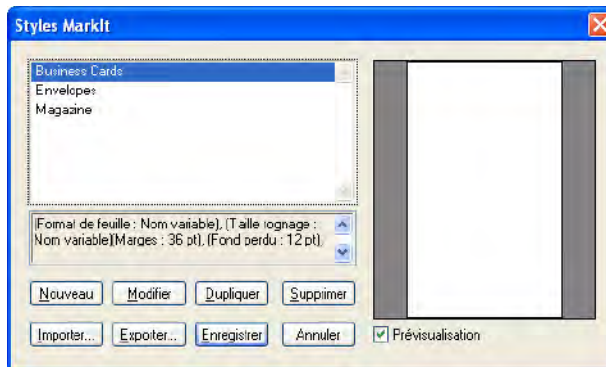 Styles MarkIt
Business Cards
Envelopes
Magazine
(Format de feuille : Nom variable), (Taille rognage :
Nom variable)(Marges : 36 pt), (Fond perdu : 12 pt),
Nouveau Modifier Dupliquer Supprimer
Importer... Exporter... Enregistrer Annuler Prévisualisation